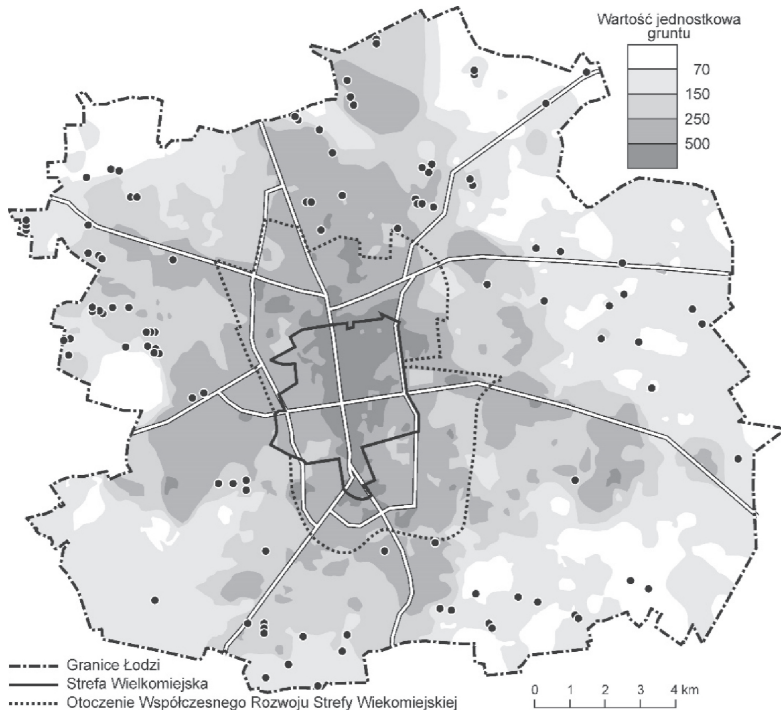 Wartość jednostkowa
gruntu
70
150
250
500
Granice Łodzi
Strefa Wielkomiejska
Otoczenie Współczesnego Rozwoju Strefy Wiekomiejskiej
0 1 2 3 4 km